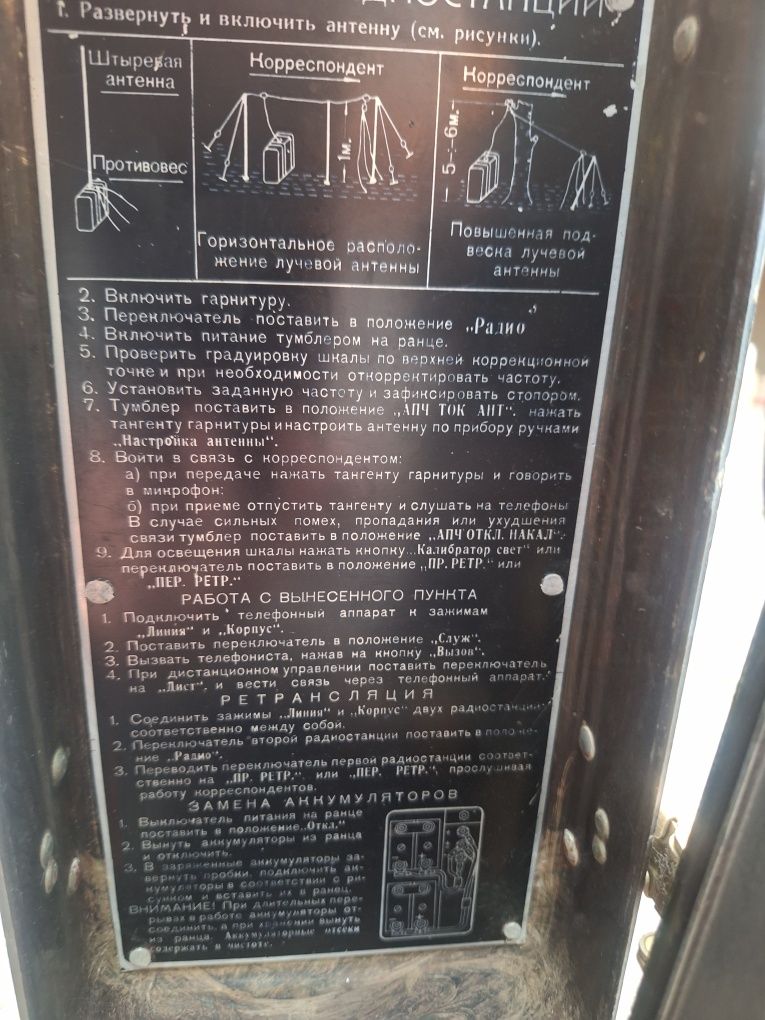 1. Развернуть и включить антенну (см. рисунки).
Штыревая
антенна
Противовес
Корреспондент
1м.
Горизонтальное располо-
жение лучевой антенны
Корреспондент
5÷6м.
Повышенная под-
веска лучевой
антенны
2. Включить гарнитуру.
3. Переключатель поставить в положение „Радио"
4. Включить питание тумблером на ранце.
5. Проверить градуировку шкалы по верхней коррекционной
точке и при необходимости откорректировать частоту.
6. Установить заданную частоту и зафиксировать стопором.
7. Тумблер поставить в положение „АПЧ ТОК АНТ". нажать
тангенту гарнитуры и настроить антенну по прибору ручками
„Настройка антенны".
8. Войти в связь с корреспондентом:
а) при передаче нажать тангенту гарнитуры и говорить
в микрофон:
б) при приеме отпустить тангенту и слушать на телефоны
В случае сильных помех, пропадания или ухудшения
связи тумблер поставить в положение „АПЧ ОТКЛ. НАКАЛ".
9. Для освещения шкалы нажать кнопку „Калибратор свет" или
переключатель поставить в положение „ПР. РЕТР." или
„ПЕР. РЕТР."
РАБОТА С ВЫНЕСЕННОГО ПУНКТА
1. Подключить телефонный аппарат к зажимам
„Линия" и „Корпус".
2. Поставить переключатель в положение „Служ".
3. Вызвать телефониста, нажав на кнопку „Вызов".
4. При дистанционном управлении поставить переключатель
на „Дист". и вести связь через телефонный аппарат.
РЕТРАНСЛЯЦИЯ
1. Соединить зажимы „Линия" и „Корпус" двух радиостанций
соответственно между собой.
2. Переключатель второй радиостанции поставить в положе-
ние „Радио".
3. Переводить переключатель первой радиостанции соответ-
ственно на „ПР. РЕТР." или „ПЕР. РЕТР.", прослушивая
работу корреспондентов.
ЗАМЕНА АККУМУЛЯТОРОВ
1. Выключатель питания на ранце
поставить в положение „Откл."
2. Вынуть аккумуляторы из ранца
и отключить.
3. В заряженные аккумуляторы за-
вернуть пробки, подключить ак-
кумуляторы в соответствии с ри-
сунком и вставить их в ранец.
ВНИМАНИЕ! При длительных пере-
рывах в работе аккумуляторы от-
соединить, а при хранении вынуть
из ранца. Аккумуляторные отсеки
содержать в чистоте.